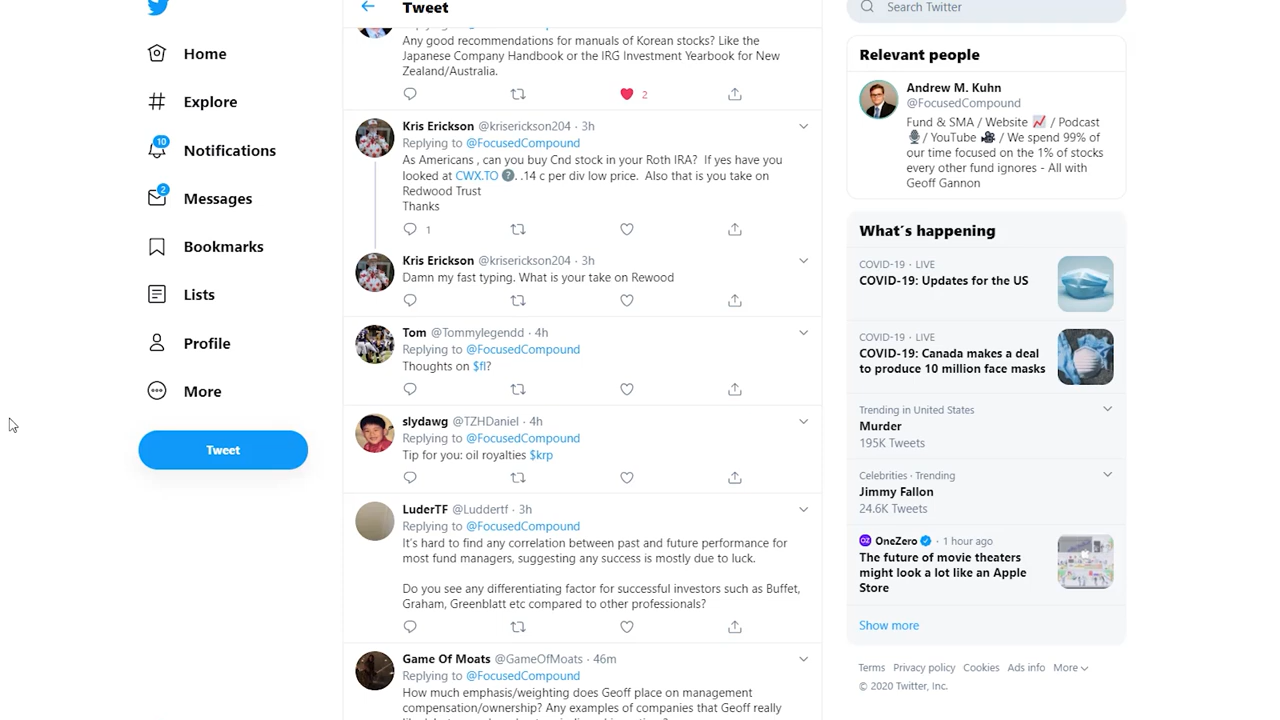 Home
Explore
10
Notifications
2
Messages
Bookmarks
Lists
Profile
More
Tweet
Tweet
Any good recommendations for manuals of Korean stocks? Like the
Japanese Company Handbook or the IRG Investment Yearbook for New
Zealand/Australia.
2
Kris Erickson @kriserickson204 · 3h
Replying to @FocusedCompound
As Americans , can you buy Cnd stock in your Roth IRA? If yes have you
looked at CWX.TO ?. .14 c per div low price. Also that is you take on
Redwood Trust
Thanks
1
Kris Erickson @kriserickson204 · 3h
Damn my fast typing. What is your take on Rewood
Tom @Tommylegendd · 4h
Replying to @FocusedCompound
Thoughts on $fl?
slydawg @TZHDaniel · 4h
Replying to @FocusedCompound
Tip for you: oil royalties $krp
LuderTF @Luddertf · 3h
Replying to @FocusedCompound
It's hard to find any correlation between past and future performance for
most fund managers, suggesting any success is mostly due to luck.
Do you see any differentiating factor for successful investors such as Buffet,
Graham, Greenblatt etc compared to other professionals?
Game Of Moats @GameOfMoats · 46m
Replying to @FocusedCompound
How much emphasis/weighting does Geoff place on management
compensation/ownership? Any examples of companies that Geoff really
Search Twitter
Relevant people
Andrew M. Kuhn
@FocusedCompound
Fund & SMA / Website / Podcast
/ YouTube / We spend 99% of
our time focused on the 1% of stocks
every other fund ignores - All with
Geoff Gannon
What's happening
COVID-19 · LIVE
COVID-19: Updates for the US
COVID-19 · LIVE
COVID-19: Canada makes a deal
to produce 10 million face masks
Trending in United States
Murder
195K Tweets
Celebrities · Trending
Jimmy Fallon
24.6K Tweets
OZ OneZero · 1 hour ago
The future of movie theaters
might look a lot like an Apple
Store
Show more
Terms Privacy policy Cookies Ads info More
© 2020 Twitter, Inc.